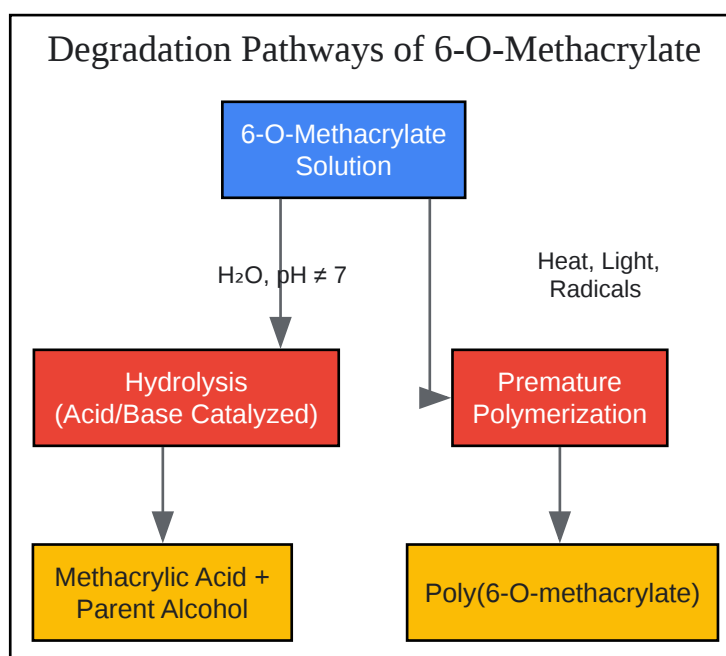 Degradation Pathways of 6-O-Methacrylate
6-O-Methacrylate
Solution
H₂O, pH ≠ 7
Heat, Light,
Radicals
Hydrolysis
(Acid/Base Catalyzed)
Premature
Polymerization
Methacrylic Acid +
Parent Alcohol
Poly(6-O-methacrylate)